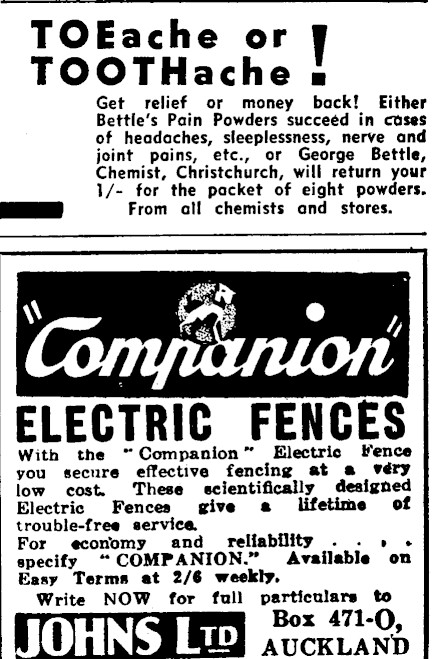 TOEache or
TOOTHache !
Get relief or money back! Either
Bettle's Pain Powders succeed in cases
of headaches, sleeplessness, nerve and
joint pains, etc., or George Bettle,
Chemist, Christchurch, will return your
1/- for the packet of eight powders.
From all chemists and stores.
"Companion"
ELECTRIC FENCES
With the "Companion" Electric Fence
you secure effective fencing at a very
low cost. These scientifically designed
Electric Fences give a lifetime of
trouble-free service.
For economy and reliability . . . .
specify "COMPANION." Available on
Easy Terms at 2/6 weekly.
Write NOW for full particulars to
JOHNS LTD Box 471-O,
AUCKLAND